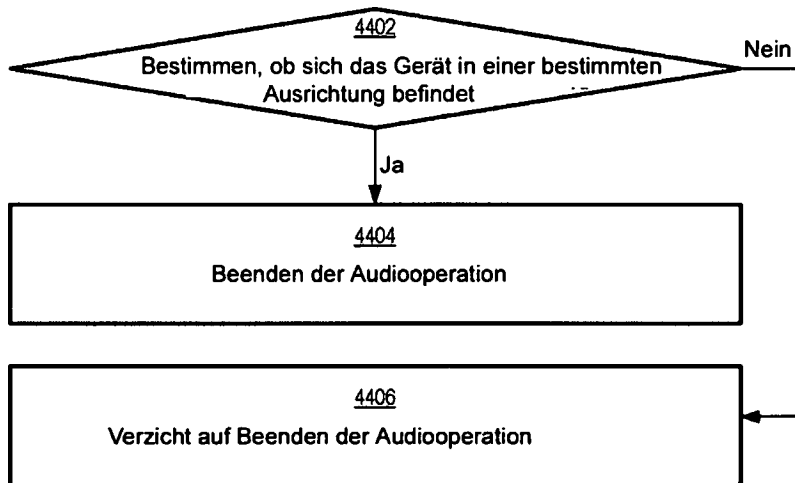 4402
Nein
Bestimmen, ob sich das Gerät in einer bestimmten
Ausrichtung befindet
Ja
4404
Beenden der Audiooperation
4406
Verzicht auf Beenden der Audiooperation